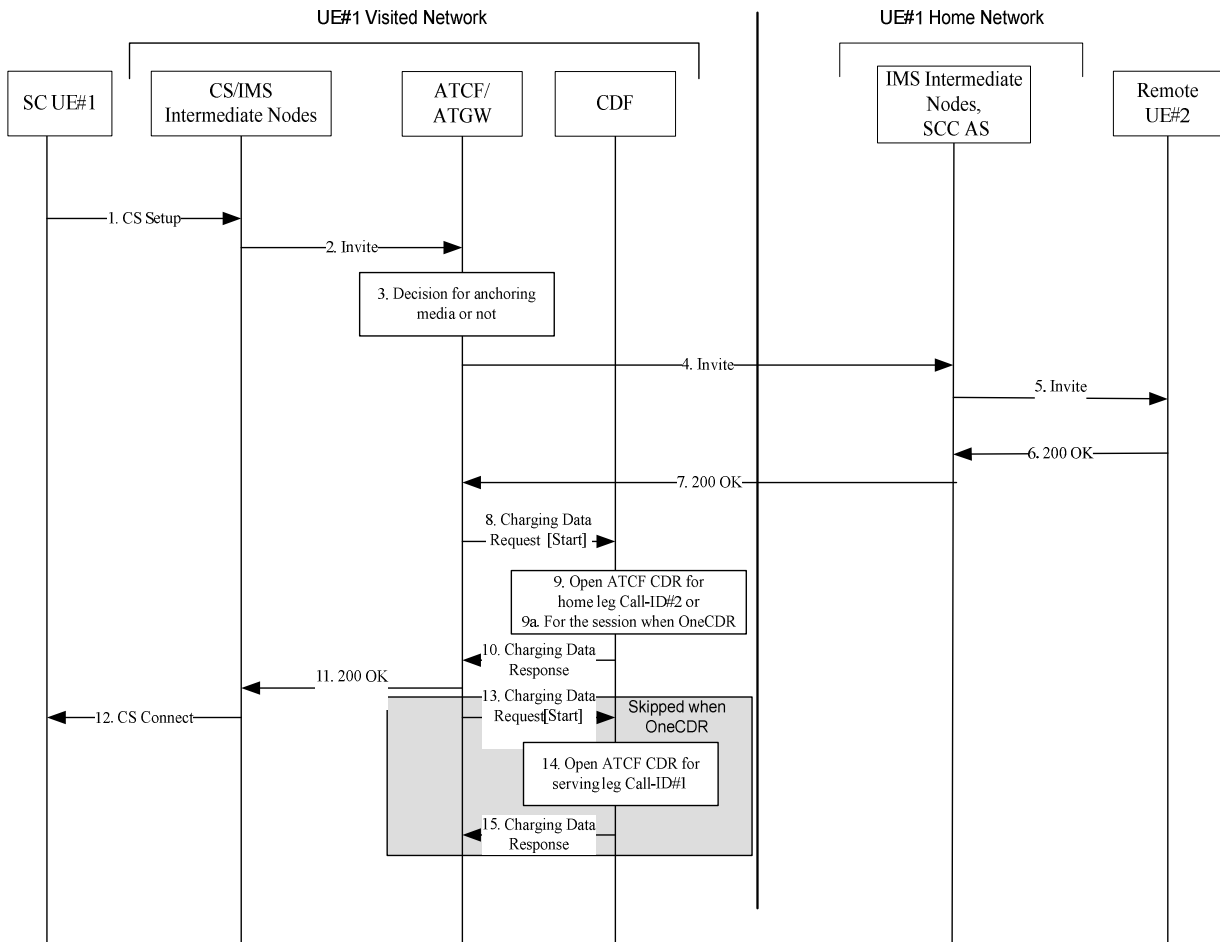 UE#1 Visited Network
UE#1 Home Network
SC UE#1
CS/IMS
Intermediate Nodes
ATCF/
ATGW
CDF
IMS Intermediate
Nodes,
SCC AS
Remote
UE#2
1. CS Setup
2. Invite
3. Decision for anchoring
media or not
4. Invite
5. Invite
6. 200 OK
7. 200 OK
8. Charging Data
Request [Start]
9. Open ATCF CDR for
home leg Call-ID#2 or
9a. For the session when OneCDR
10. Charging Data
Response
11. 200 OK
12. CS Connect
13. Charging Data
Request[Start]
Skipped when
OneCDR
14. Open ATCF CDR for
serving leg Call-ID#1
15. Charging Data
Response